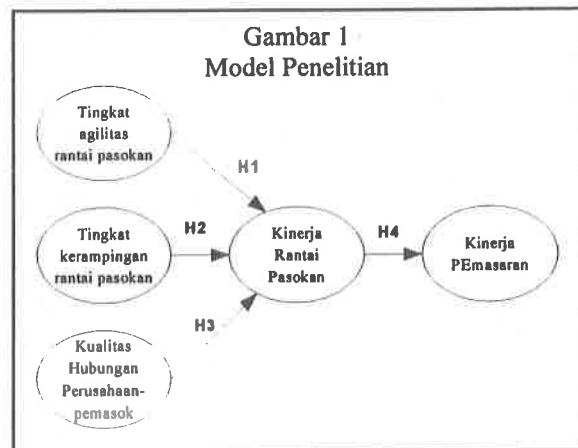 Gambar 1
Model Penelitian
Tingkat
agilitas
rantai pasokan
H1
Tingkat
kerampingan
rantai pasokan
H2
Kinerja
Rantai
Pasokan
H4
Kinerja
PEmasaran
H3
Kualitas
Hubungan
Perusahaan-
pemasok